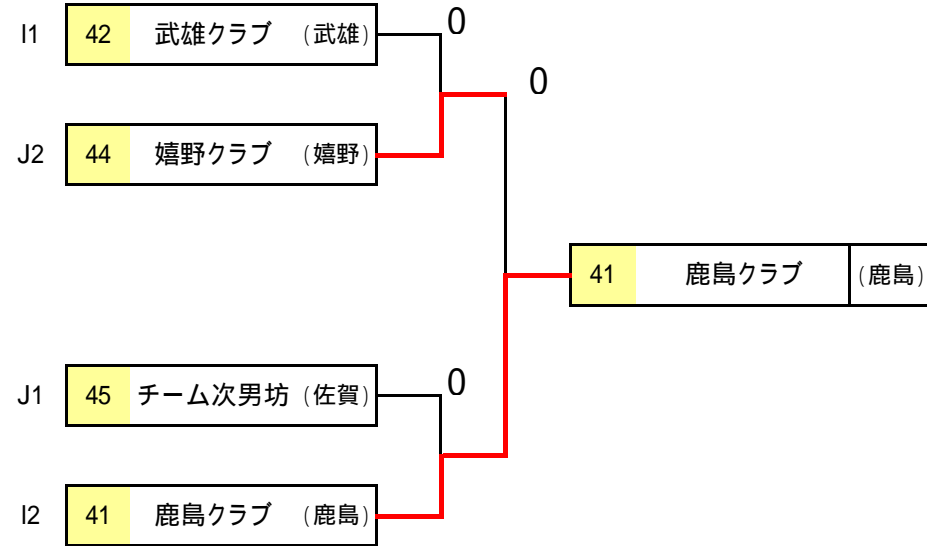 I1 42 武雄クラブ (武雄) 0
0
J2 44 嬉野クラブ (嬉野)
41 鹿島クラブ (鹿島)
J1 45 チーム次男坊 (佐賀) 0
I2 41 鹿島クラブ (鹿島)